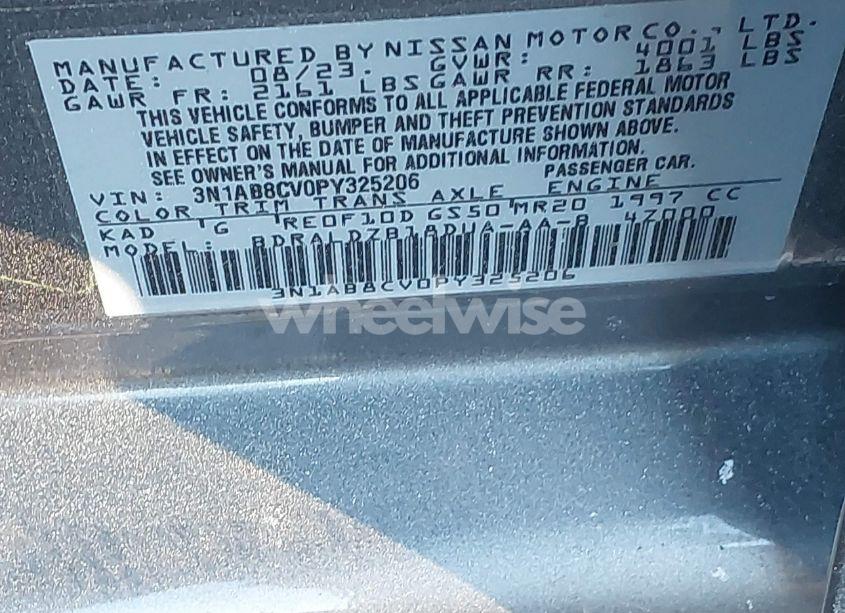 MANUFACTURED BY NISSAN MOTOR CO., LTD.
DATE: 08/23. GVWR: 4001 LBS
GAWR FR: 2161 LBS GAWR RR: 1863 LBS
THIS VEHICLE CONFORMS TO ALL APPLICABLE FEDERAL MOTOR
VEHICLE SAFETY, BUMPER AND THEFT PREVENTION STANDARDS
IN EFFECT ON THE DATE OF MANUFACTURE SHOWN ABOVE.
SEE OWNER'S MANUAL FOR ADDITIONAL INFORMATION.
VIN: 3N1AB8CV0PY325206 PASSENGER CAR.
COLOR TRIM TRANS AXLE ENGINE
KAD G RE0F10D GS50 MR20 1997 CC
MODEL: BDRALDZB18DUA-AA-B 4Z000
3N1AB8CV0PY325206
wheelwise